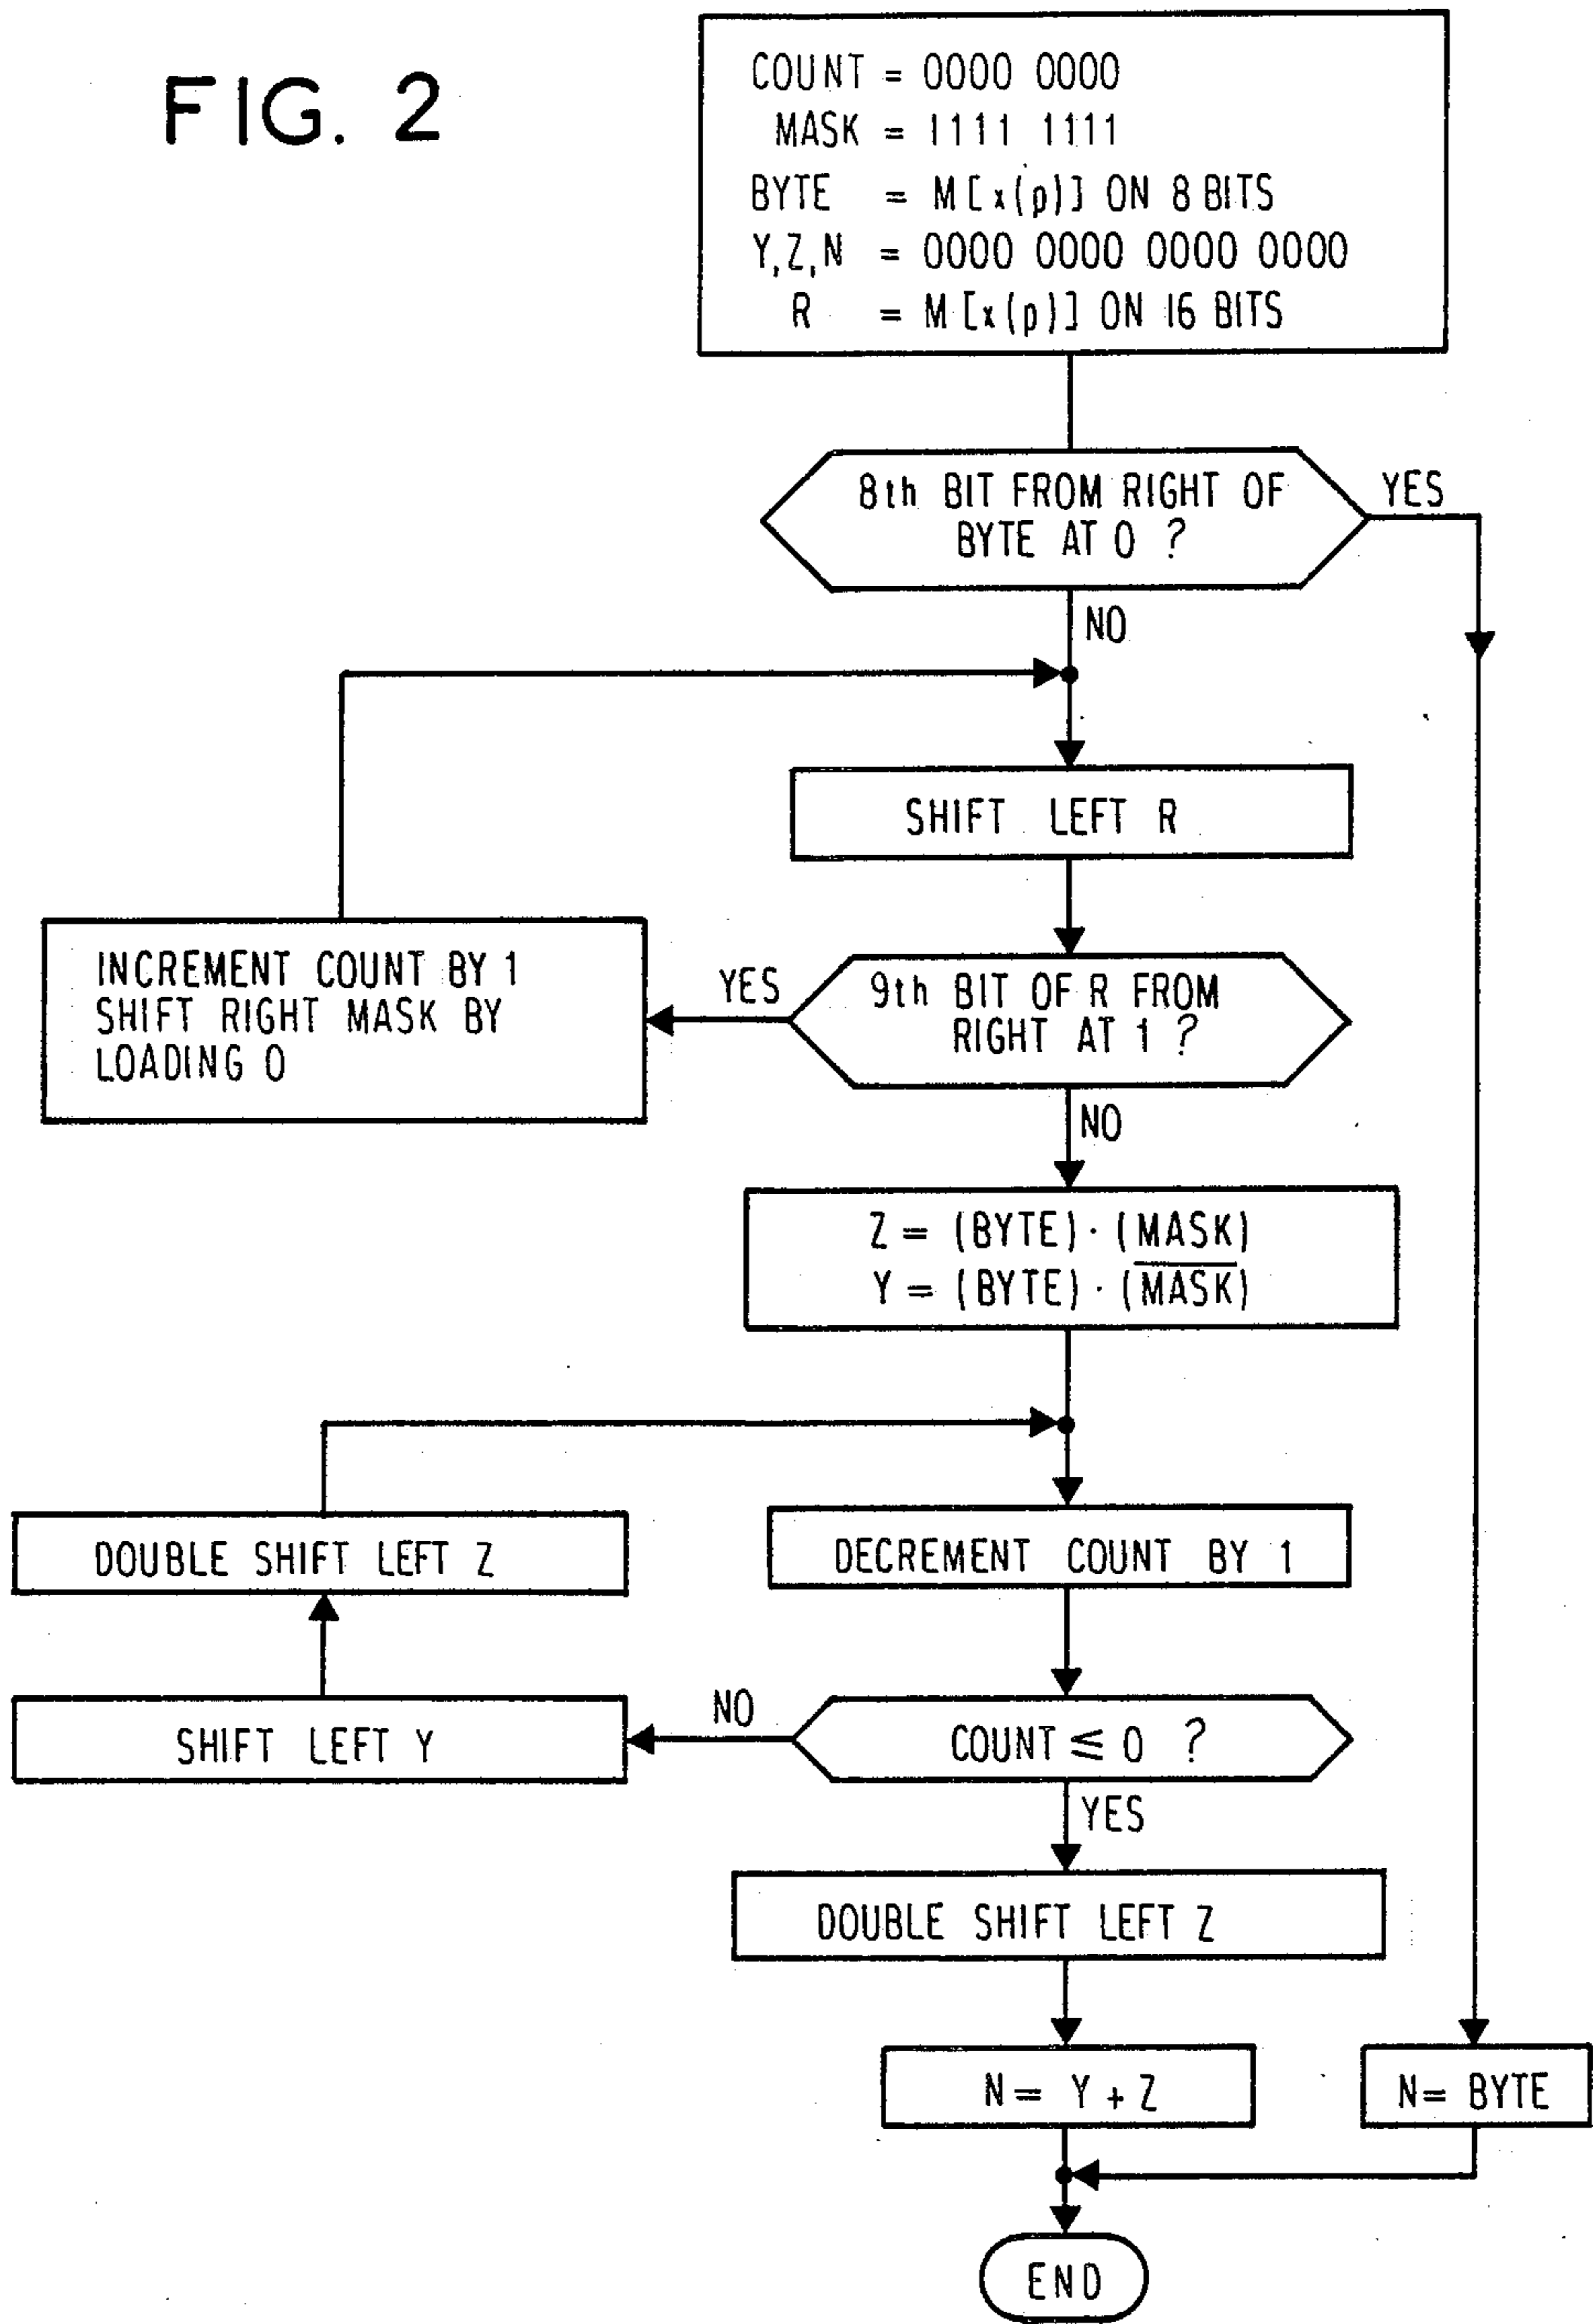 FIG. 2
COUNT = 0000 0000
MASK = 1111 1111
BYTE = M[x(p)] ON 8 BITS
Y,Z,N = 0000 0000 0000 0000
R = M[x(p)] ON 16 BITS
8th BIT FROM RIGHT OF
BYTE AT 0 ?
YES
NO
SHIFT LEFT R
INCREMENT COUNT BY 1
SHIFT RIGHT MASK BY
LOADING 0
YES
9th BIT OF R FROM
RIGHT AT 1 ?
NO
Z = (BYTE) · (MASK)
Y = (BYTE) · (M̅A̅S̅K̅)
DOUBLE SHIFT LEFT Z
DECREMENT COUNT BY 1
SHIFT LEFT Y
NO
COUNT ≦ 0 ?
YES
DOUBLE SHIFT LEFT Z
N = Y + Z
N = BYTE
END